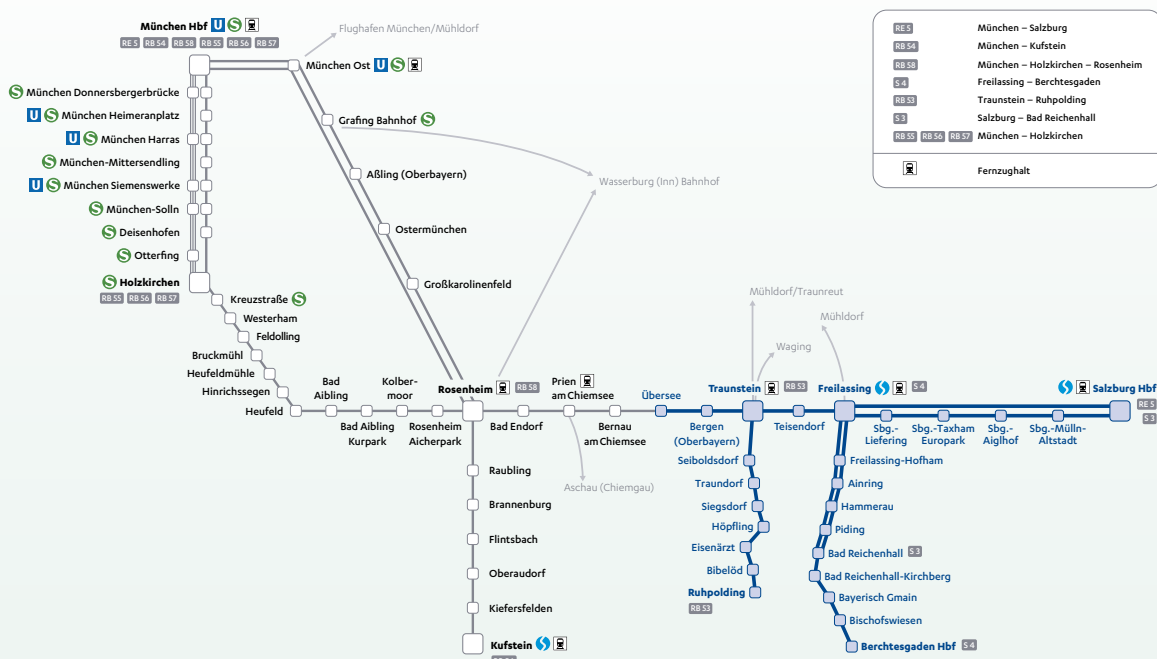 München Hbf U S
RE 5 RB 54 RB 58 RB 55 RB 56 RB 57
Flughafen München/Mühldorf
München Ost U S
S München Donnersbergerbrücke
U S München Heimeranplatz
U S München Harras
S München-Mittersendling
U S München Siemenswerke
S München-Solln
S Deisenhofen
S Otterfing
S Holzkirchen
RB 55 RB 56 RB 57
Kreuzstraße S
Westerham
Feldolling
Bruckmühl
Heufeldmühle
Hinrichssegen
Heufeld
Grafing Bahnhof S
Aßling (Oberbayern)
Ostermünchen
Großkarolinenfeld
Wasserburg (Inn) Bahnhof
Bad
Aibling
Bad Aibling
Kurpark
Kolber-
moor
Rosenheim
Aicherpark
Rosenheim RB 58
Bad Endorf
Prien
am Chiemsee
Aschau (Chiemgau)
Bernau
am Chiemsee
Übersee
Bergen
(Oberbayern)
Mühldorf/Traunreut
Waging
Traunstein RB 53
Teisendorf
Mühldorf
Freilassing S 4
Sbg.-
Liefering
Sbg.-Taxham
Europark
Sbg.-
Aiglhof
Sbg.-Mülln-
Altstadt
Salzburg Hbf
RE 5
S 3
Raubling
Brannenburg
Flintsbach
Oberaudorf
Kiefersfelden
Kufstein
Seiboldsdorf
Traundorf
Siegsdorf
Höpfling
Eisenärzt
Bibelöd
Ruhpolding
RB 53
Freilassing-Hofham
Ainring
Hammerau
Piding
Bad Reichenhall S 3
Bad Reichenhall-Kirchberg
Bayerisch Gmain
Bischofswiesen
Berchtesgaden Hbf S 4
RE 5 München – Salzburg
RB 54 München – Kufstein
RB 58 München – Holzkirchen – Rosenheim
S 4 Freilassing – Berchtesgaden
RB 53 Traunstein – Ruhpolding
S 3 Salzburg – Bad Reichenhall
RB 55 RB 56 RB 57 München – Holzkirchen
Fernzughalt